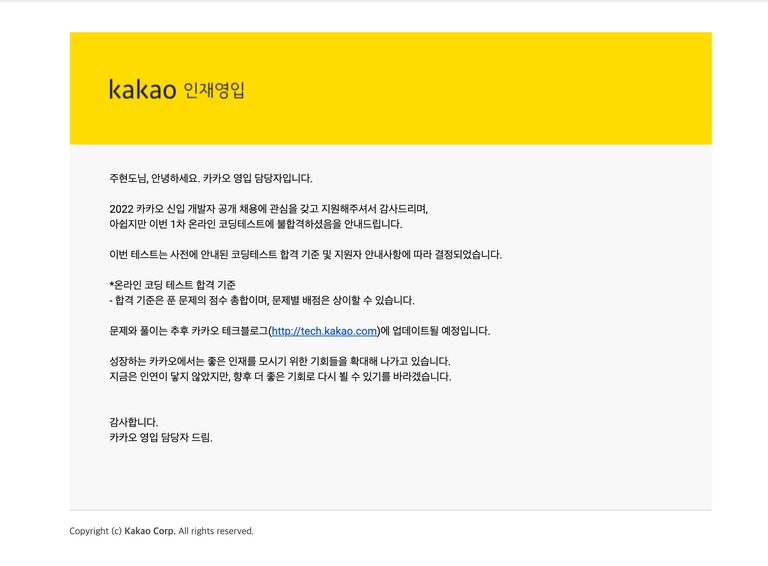 kakao 인재영입
주현도님, 안녕하세요. 카카오 영입 담당자입니다.
2022 카카오 신입 개발자 공개 채용에 관심을 갖고 지원해주셔서 감사드리며,
아쉽지만 이번 1차 온라인 코딩테스트에 불합격하셨음을 안내드립니다.
이번 테스트는 사전에 안내된 코딩테스트 합격 기준 및 지원자 안내사항에 따라 결정되었습니다.
*온라인 코딩 테스트 합격 기준
- 합격 기준은 푼 문제의 점수 총합이며, 문제별 배점은 상이할 수 있습니다.
문제와 풀이는 추후 카카오 테크블로그(http://tech.kakao.com)에 업데이트될 예정입니다.
성장하는 카카오에서는 좋은 인재를 모시기 위한 기회들을 확대해 나가고 있습니다.
지금은 인연이 닿지 않았지만, 향후 더 좋은 기회로 다시 뵐 수 있기를 바라겠습니다.
감사합니다.
카카오 영입 담당자 드림.
Copyright (c) Kakao Corp. All rights reserved.